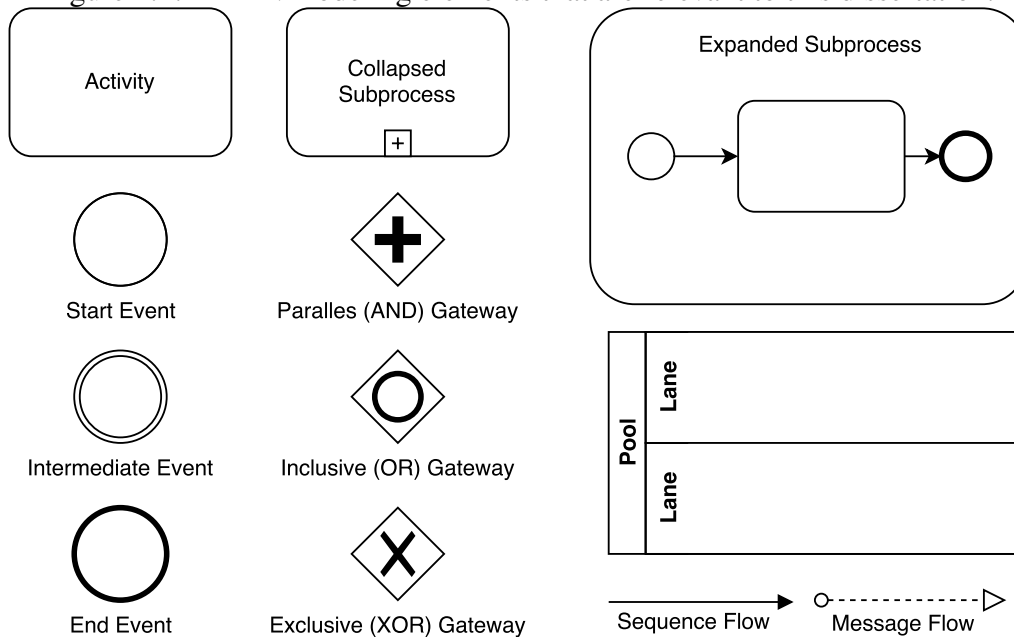 Activity
Collapsed
Subprocess
+
Expanded Subprocess
Start Event
Paralles (AND) Gateway
Intermediate Event
Inclusive (OR) Gateway
End Event
Exclusive (XOR) Gateway
Pool
Lane
Lane
Sequence Flow
Message Flow